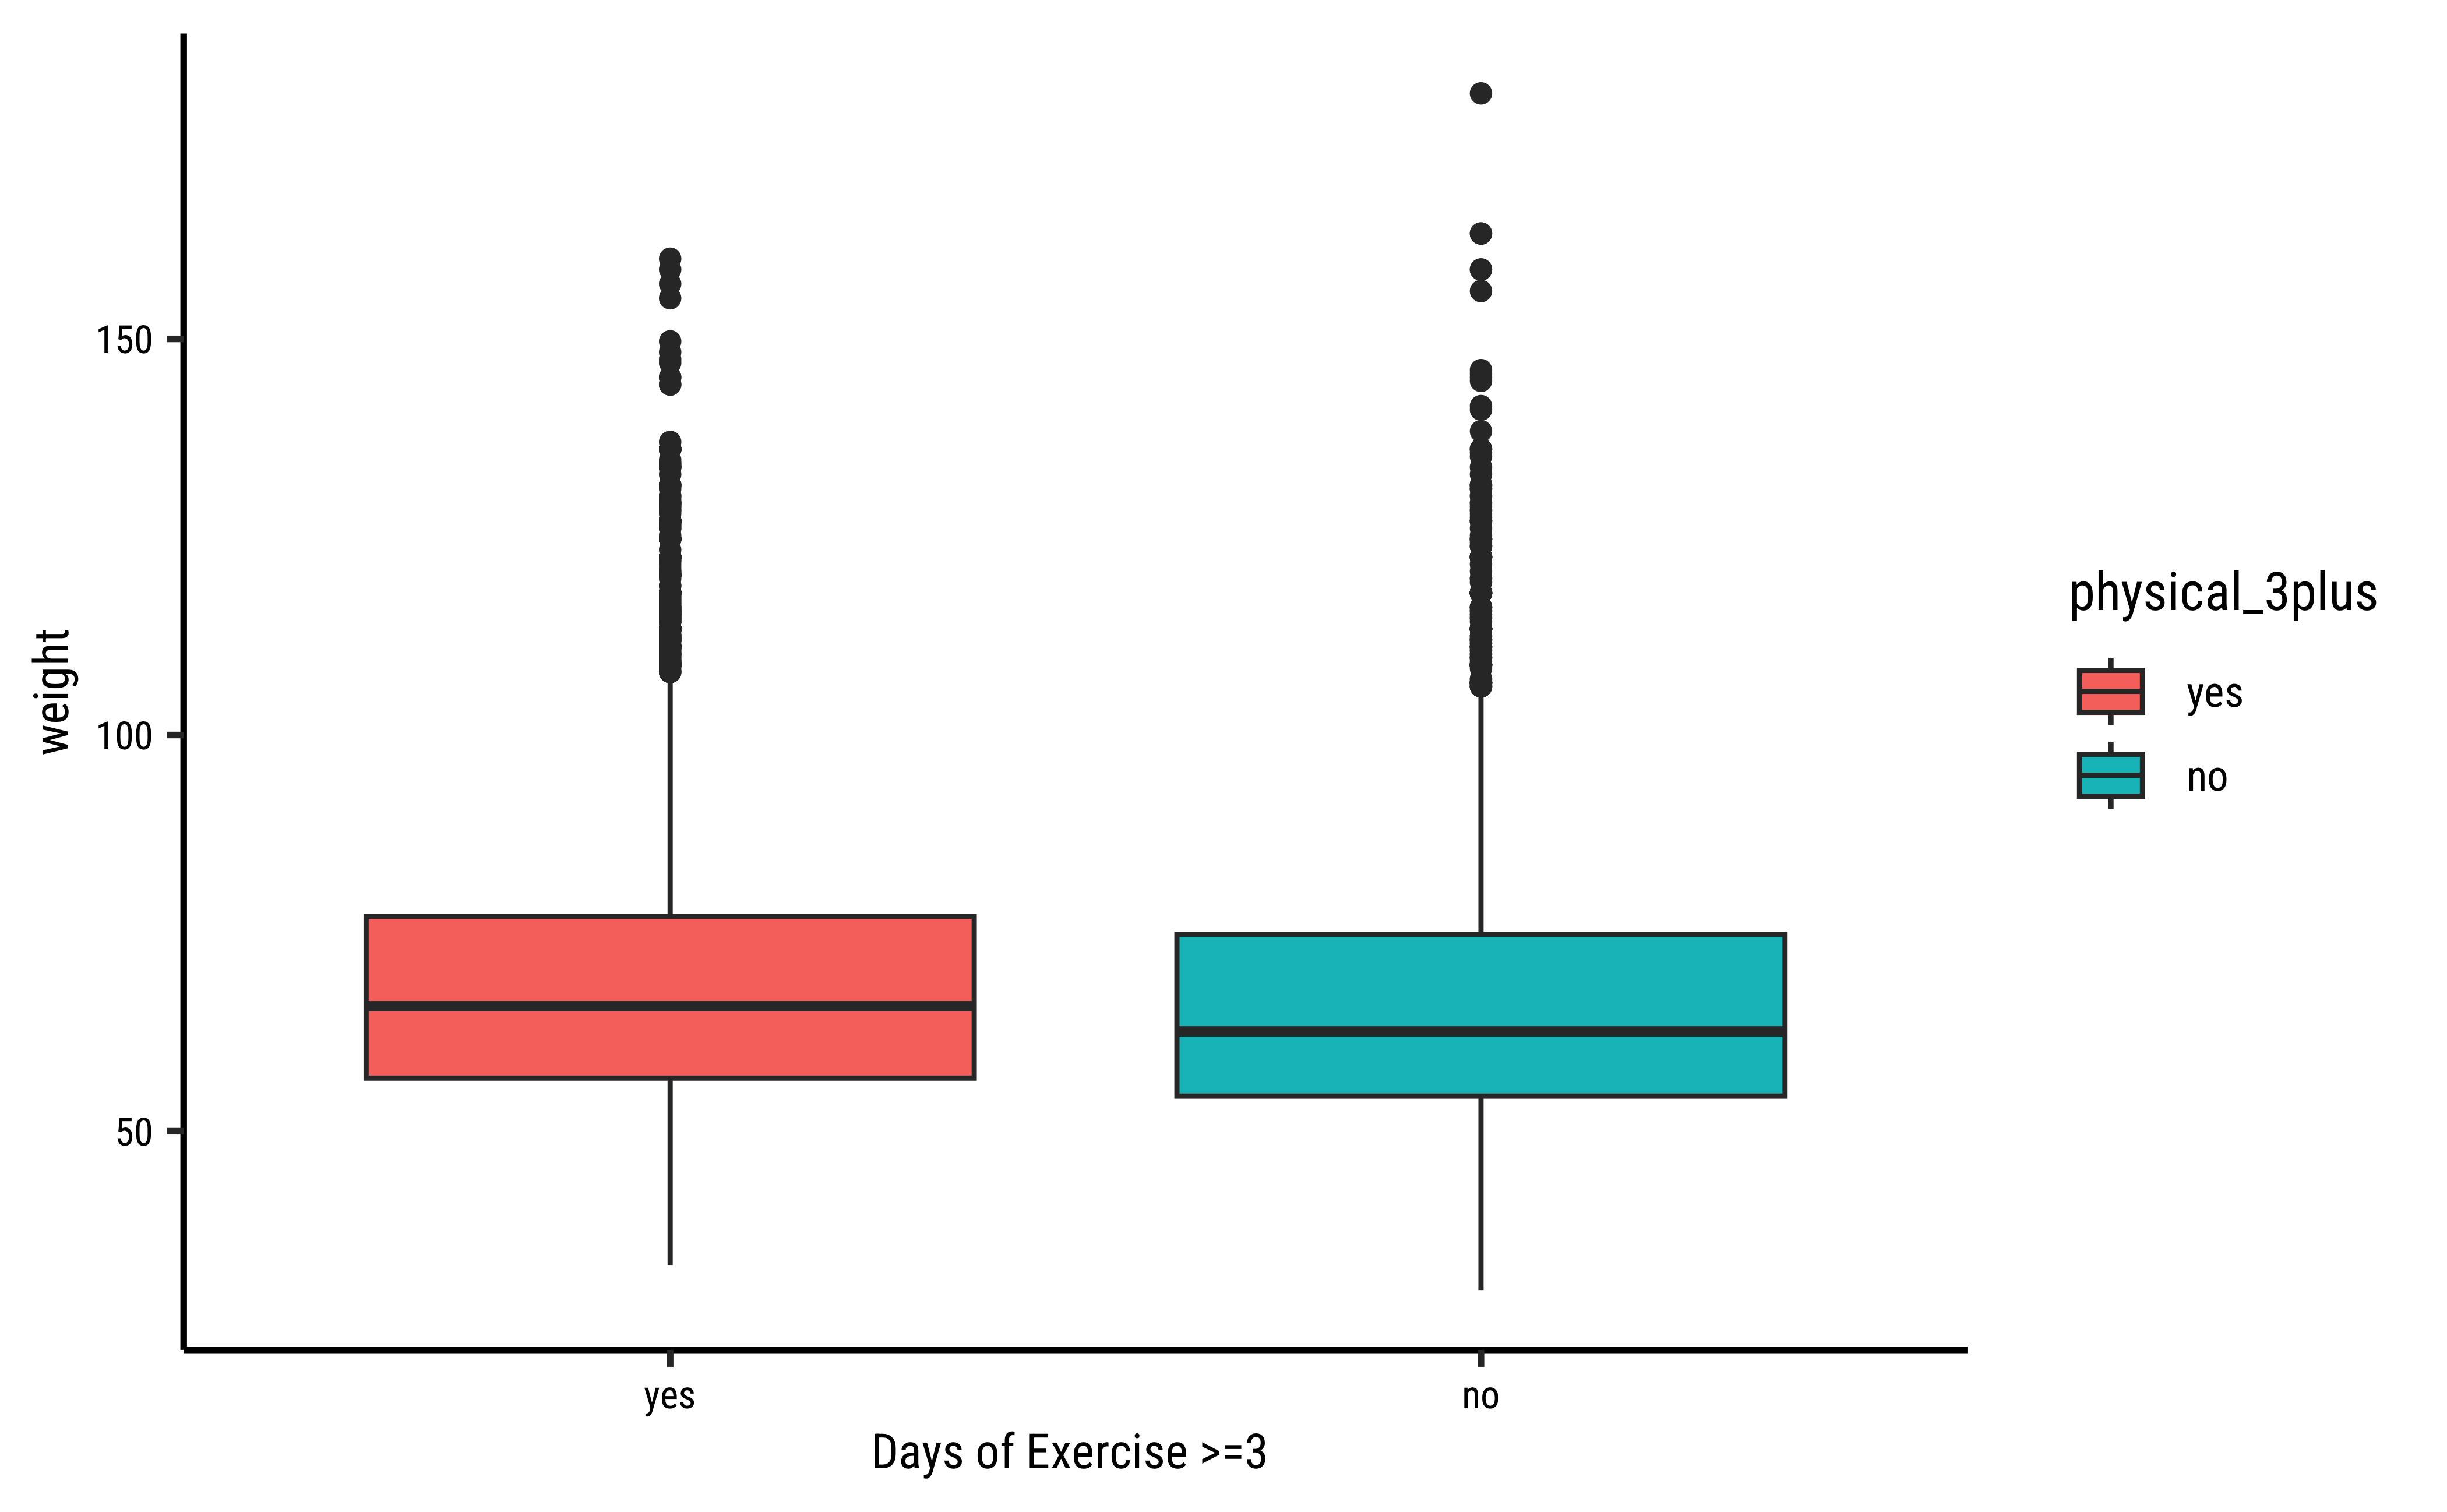 weight
150
100
50
yes
no
Days of Exercise >=3
physical_3plus
yes
no